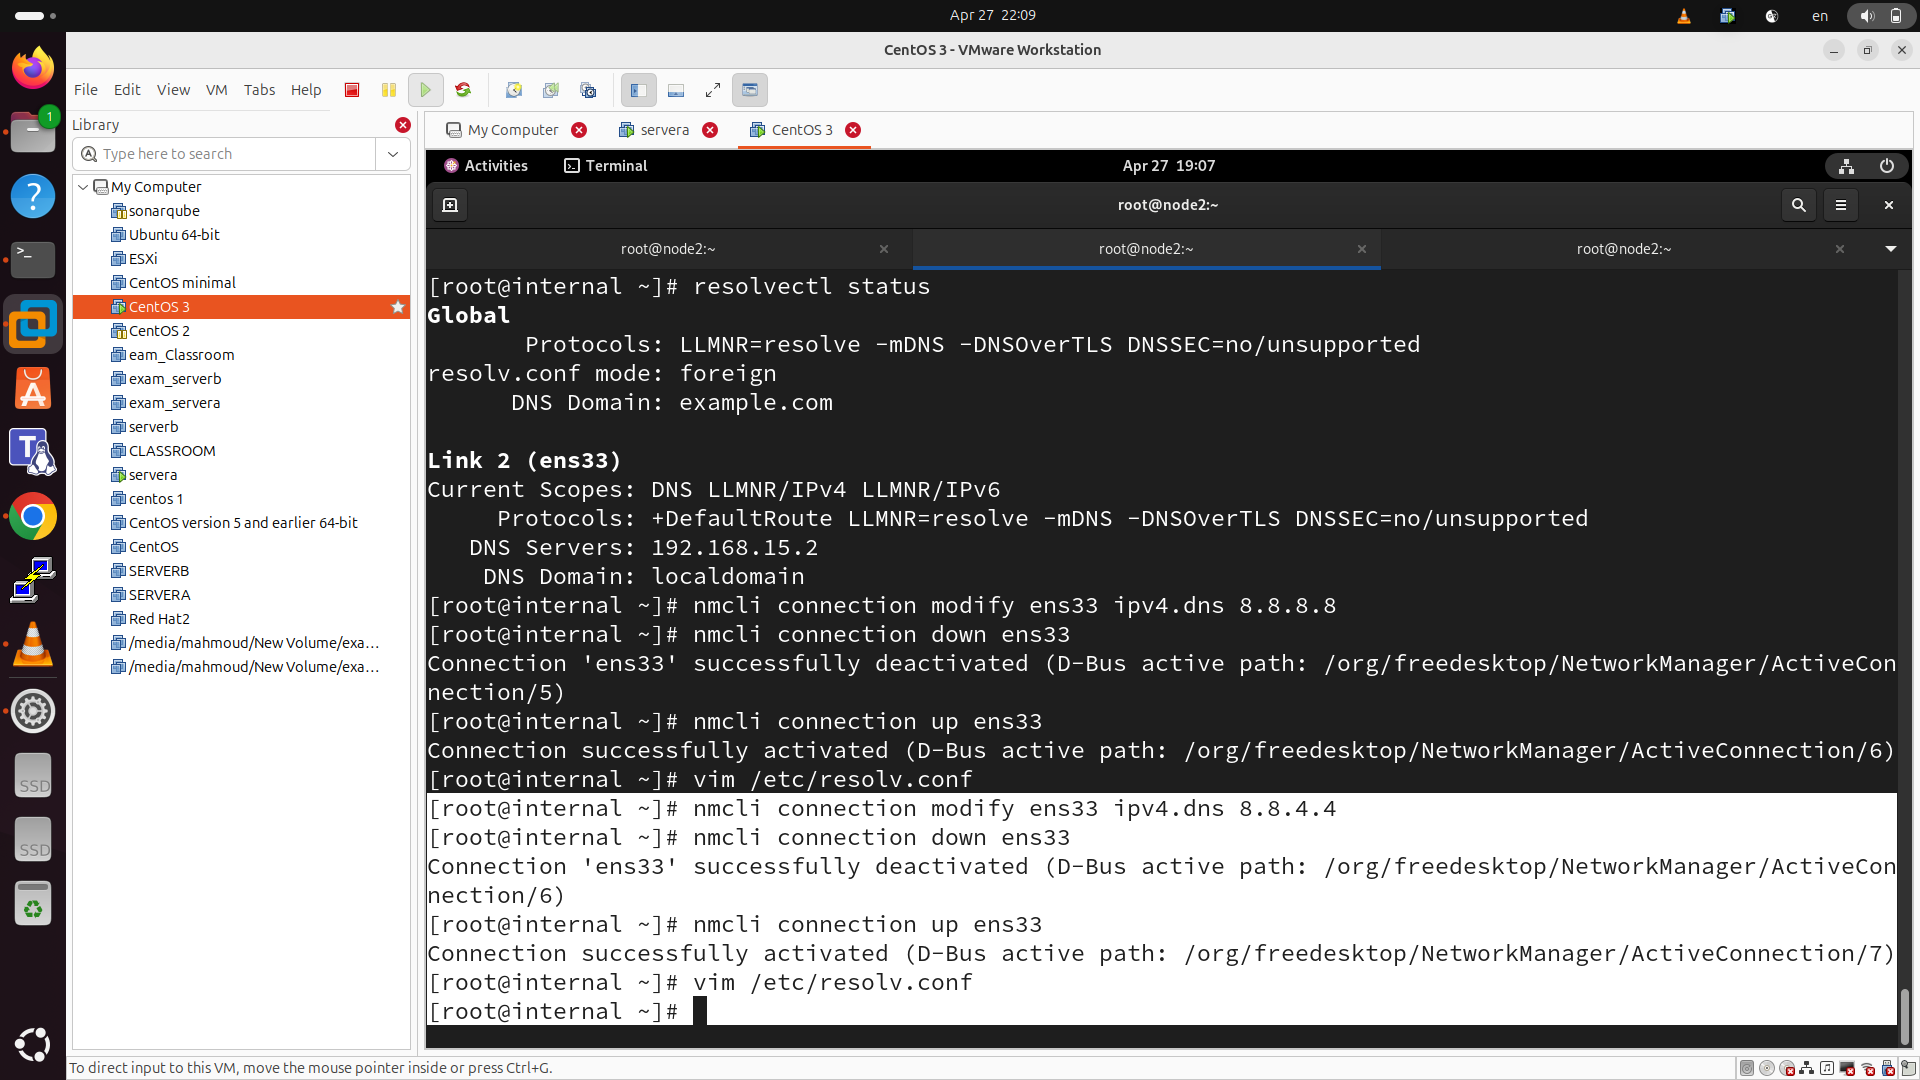 Apr 27 22:09
en
CentOS 3 - VMware Workstation
File Edit View VM Tabs Help
Library
Type here to search
My Computer
sonarqube
Ubuntu 64-bit
ESXi
CentOS minimal
CentOS 3
CentOS 2
eam_Classroom
exam_serverb
exam_servera
serverb
CLASSROOM
servera
centos 1
CentOS version 5 and earlier 64-bit
CentOS
SERVERB
SERVERA
Red Hat2
/media/mahmoud/New Volume/exa...
/media/mahmoud/New Volume/exa...
1
SSD
SSD
My Computer servera CentOS 3
Activities Terminal Apr 27 19:07
root@node2:~
root@node2:~ root@node2:~ root@node2:~
[root@internal ~]# resolvectl status
Global
Protocols: LLMNR=resolve -mDNS -DNSOverTLS DNSSEC=no/unsupported
resolv.conf mode: foreign
DNS Domain: example.com
Link 2 (ens33)
Current Scopes: DNS LLMNR/IPv4 LLMNR/IPv6
Protocols: +DefaultRoute LLMNR=resolve -mDNS -DNSOverTLS DNSSEC=no/unsupported
DNS Servers: 192.168.15.2
DNS Domain: localdomain
[root@internal ~]# nmcli connection modify ens33 ipv4.dns 8.8.8.8
[root@internal ~]# nmcli connection down ens33
Connection 'ens33' successfully deactivated (D-Bus active path: /org/freedesktop/NetworkManager/ActiveCon
nection/5)
[root@internal ~]# nmcli connection up ens33
Connection successfully activated (D-Bus active path: /org/freedesktop/NetworkManager/ActiveConnection/6)
[root@internal ~]# vim /etc/resolv.conf
[root@internal ~]# nmcli connection modify ens33 ipv4.dns 8.8.4.4
[root@internal ~]# nmcli connection down ens33
Connection 'ens33' successfully deactivated (D-Bus active path: /org/freedesktop/NetworkManager/ActiveCon
nection/6)
[root@internal ~]# nmcli connection up ens33
Connection successfully activated (D-Bus active path: /org/freedesktop/NetworkManager/ActiveConnection/7)
[root@internal ~]# vim /etc/resolv.conf
[root@internal ~]#
To direct input to this VM, move the mouse pointer inside or press Ctrl+G.